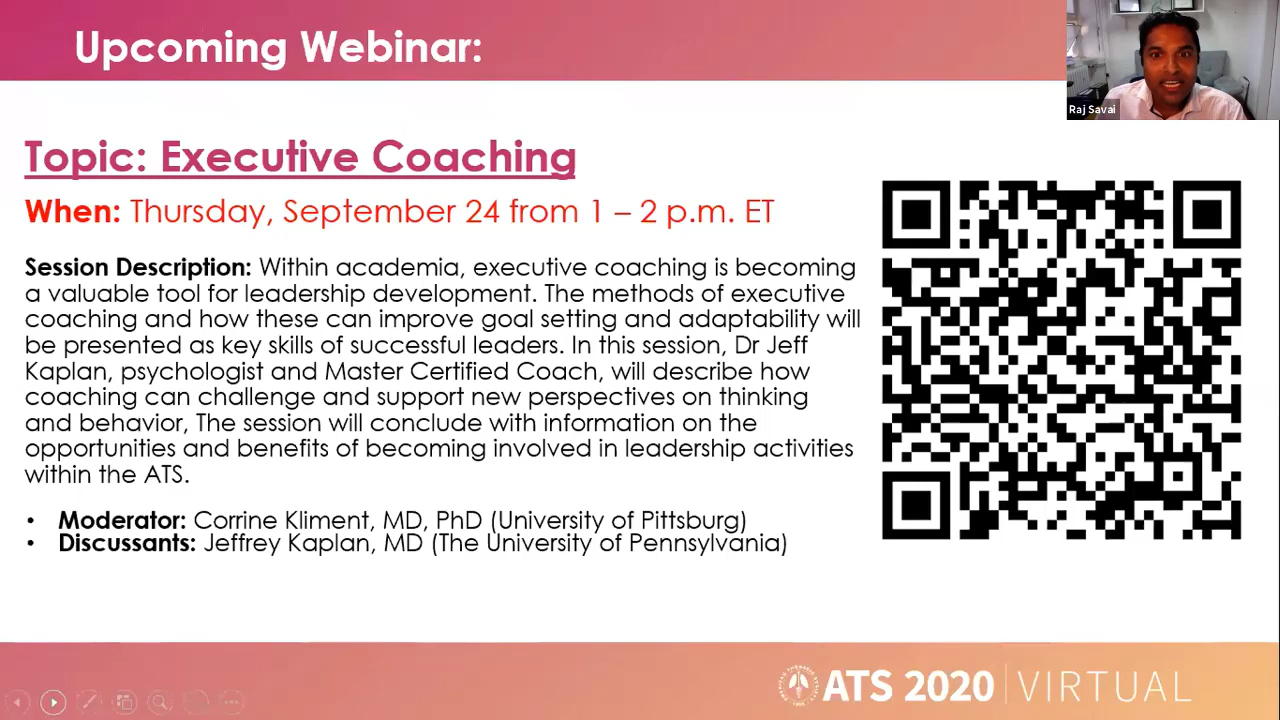 Upcoming Webinar:
Raj Savai
Topic: Executive Coaching
When: Thursday, September 24 from 1 – 2 p.m. ET
Session Description: Within academia, executive coaching is becoming
a valuable tool for leadership development. The methods of executive
coaching and how these can improve goal setting and adaptability will
be presented as key skills of successful leaders. In this session, Dr Jeff
Kaplan, psychologist and Master Certified Coach, will describe how
coaching can challenge and support new perspectives on thinking
and behavior, The session will conclude with information on the
opportunities and benefits of becoming involved in leadership activities
within the ATS.
• Moderator: Corrine Kliment, MD, PhD (University of Pittsburg)
• Discussants: Jeffrey Kaplan, MD (The University of Pennsylvania)
ATS 2020 | VIRTUAL